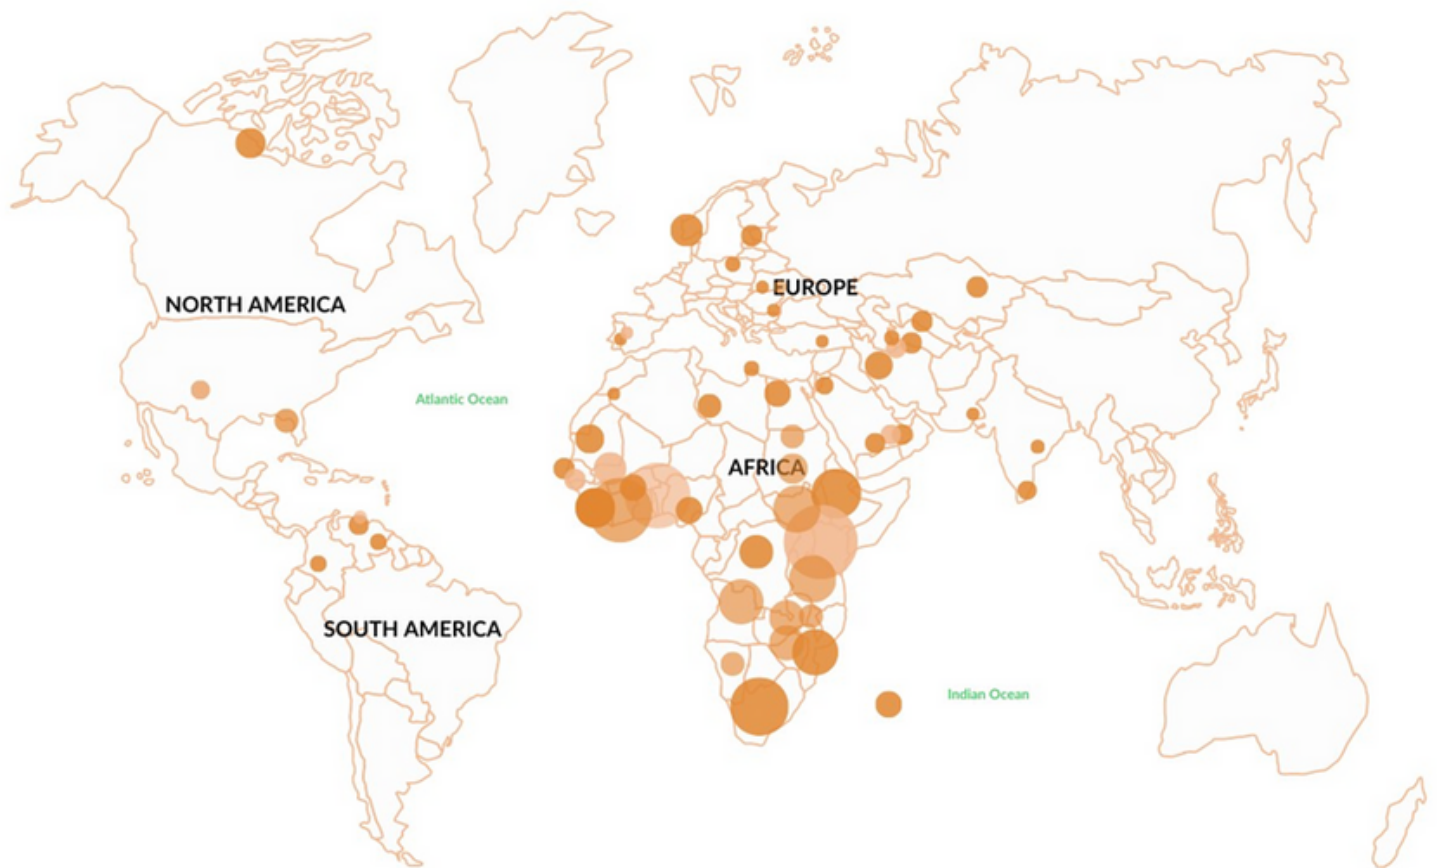 EUROPE
NORTH AMERICA
Atlantic Ocean
AFRICA
SOUTH AMERICA
Indian Ocean